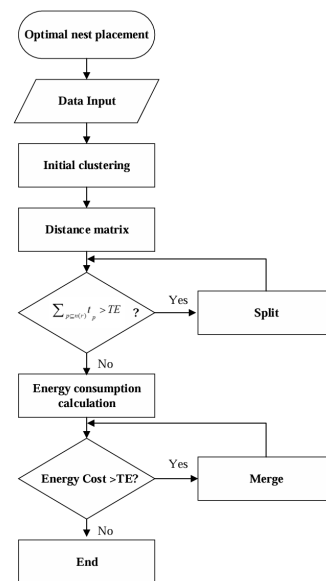 Optimal nest placement
Data Input
Initial clustering
Distance matrix
∑ p⊆s(r) t p > TE ?
Yes
Split
No
Energy consumption
calculation
Energy Cost >TE?
Yes
Merge
No
End